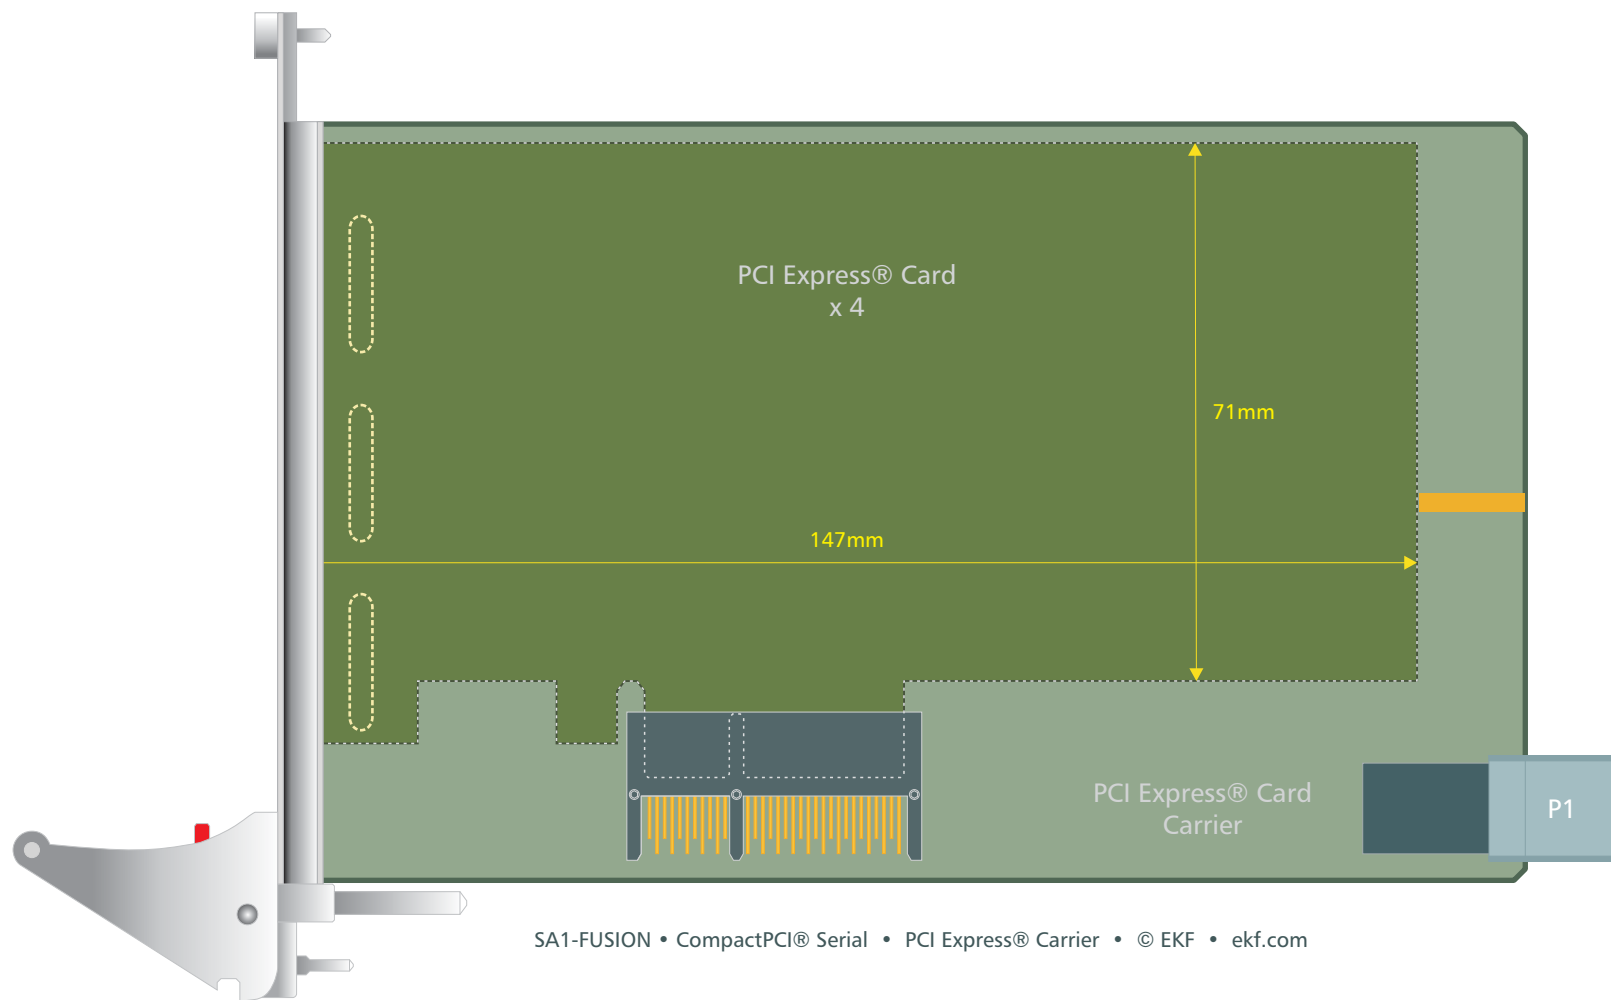 PCI Express® Card
x 4
71mm
147mm
PCI Express® Card
Carrier
P1
SA1-FUSION • CompactPCI® Serial • PCI Express® Carrier • © EKF • ekf.com